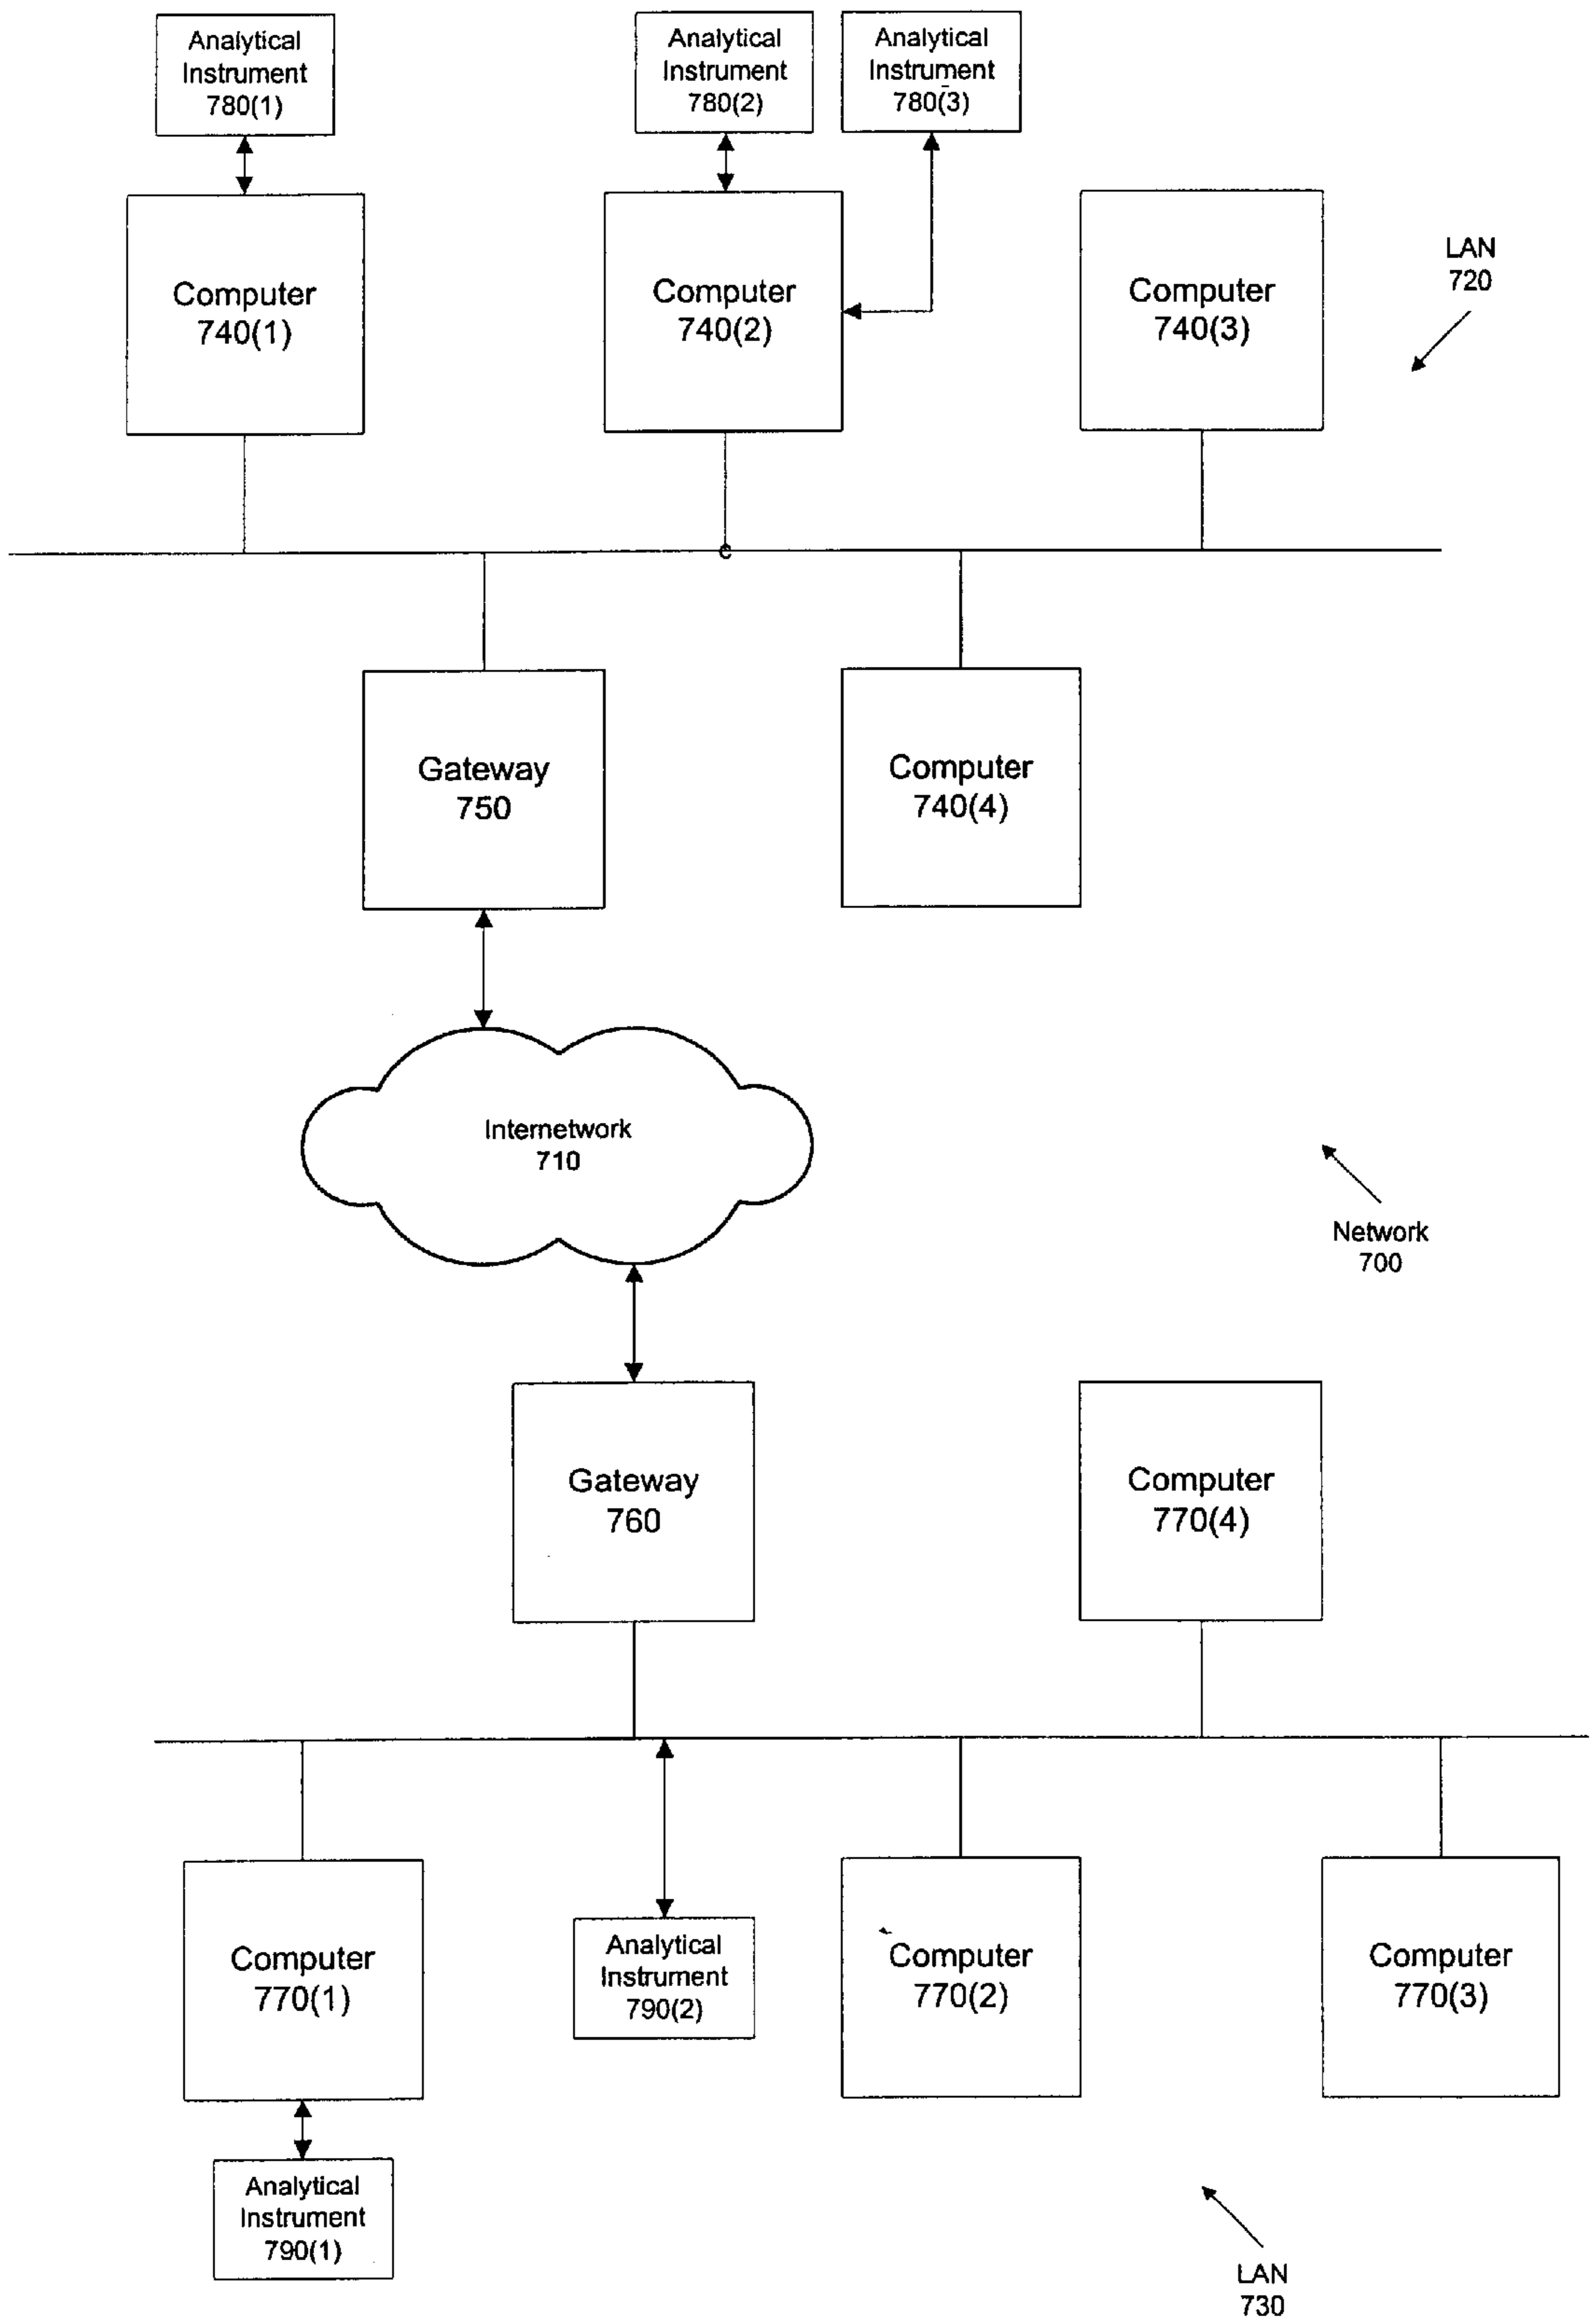 Analytical
Instrument
780(1)
Analytical
Instrument
780(2)
Analytical
Instrument
780(3)
Computer
740(1)
Computer
740(2)
Computer
740(3)
LAN
720
Gateway
750
Computer
740(4)
Internetwork
710
Network
700
Gateway
760
Computer
770(4)
Computer
770(1)
Analytical
Instrument
790(2)
Computer
770(2)
Computer
770(3)
Analytical
Instrument
790(1)
LAN
730